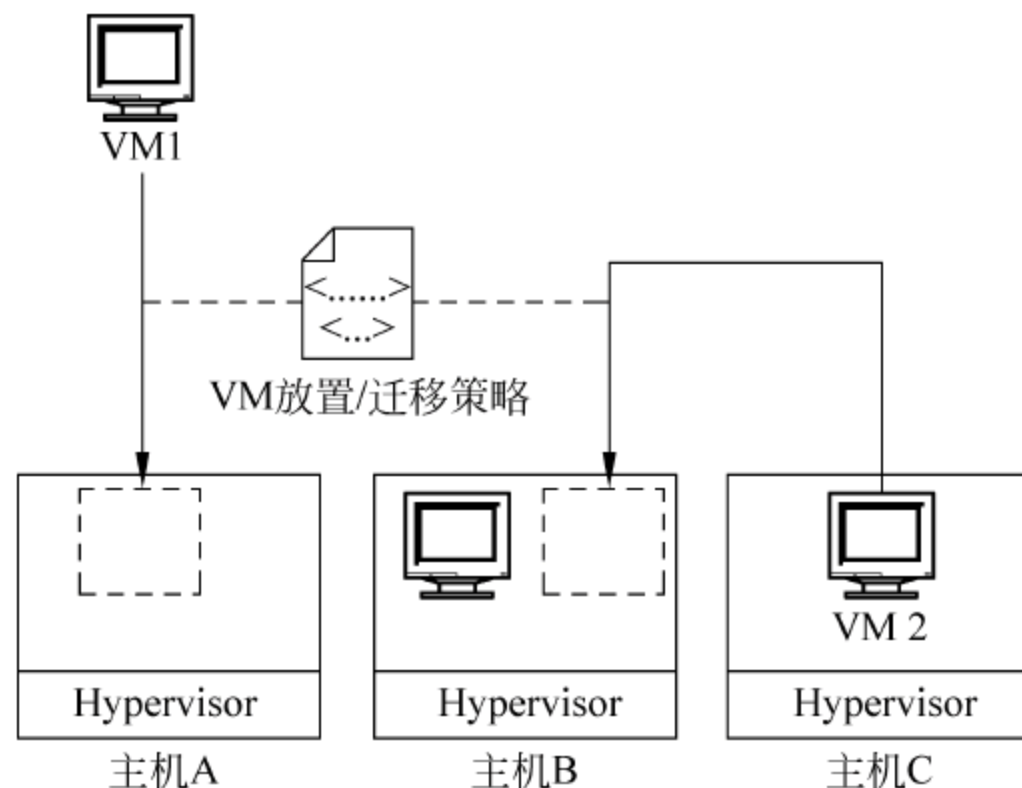 VM1
<......>
<...>
VM放置/迁移策略
VM 2
Hypervisor
Hypervisor
Hypervisor
主机A
主机B
主机C